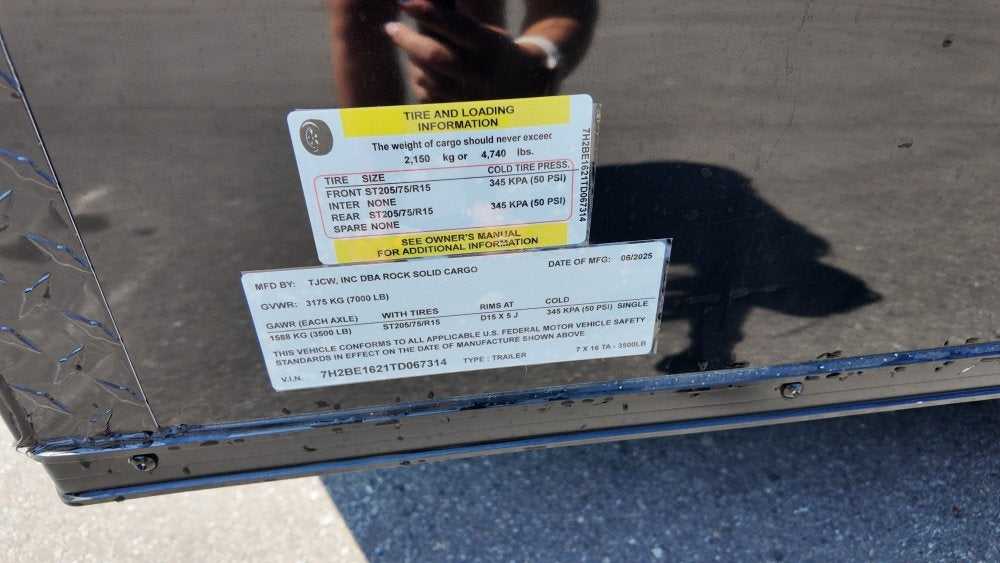 TIRE AND LOADING
INFORMATION
The weight of cargo should never exceed
2,150 kg or 4,740 lbs.
TIRE SIZE COLD TIRE PRESS.
FRONT ST205/75/R15 345 KPA (50 PSI)
INTER NONE
REAR ST205/75/R15 345 KPA (50 PSI)
SPARE NONE
SEE OWNER'S MANUAL
FOR ADDITIONAL INFORMATION
7H2BE1621TD067314
MFD BY: TJCW, INC DBA ROCK SOLID CARGO DATE OF MFG: 06/2025
GVWR: 3175 KG (7000 LB)
GAWR (EACH AXLE) WITH TIRES RIMS AT COLD
1588 KG (3500 LB) ST205/75/R15 D15 X 5 J 345 KPA (50 PSI) SINGLE
THIS VEHICLE CONFORMS TO ALL APPLICABLE U.S. FEDERAL MOTOR VEHICLE SAFETY
STANDARDS IN EFFECT ON THE DATE OF MANUFACTURE SHOWN ABOVE
V.I.N. 7H2BE1621TD067314 TYPE : TRAILER 7 X 16 TA - 3500LB